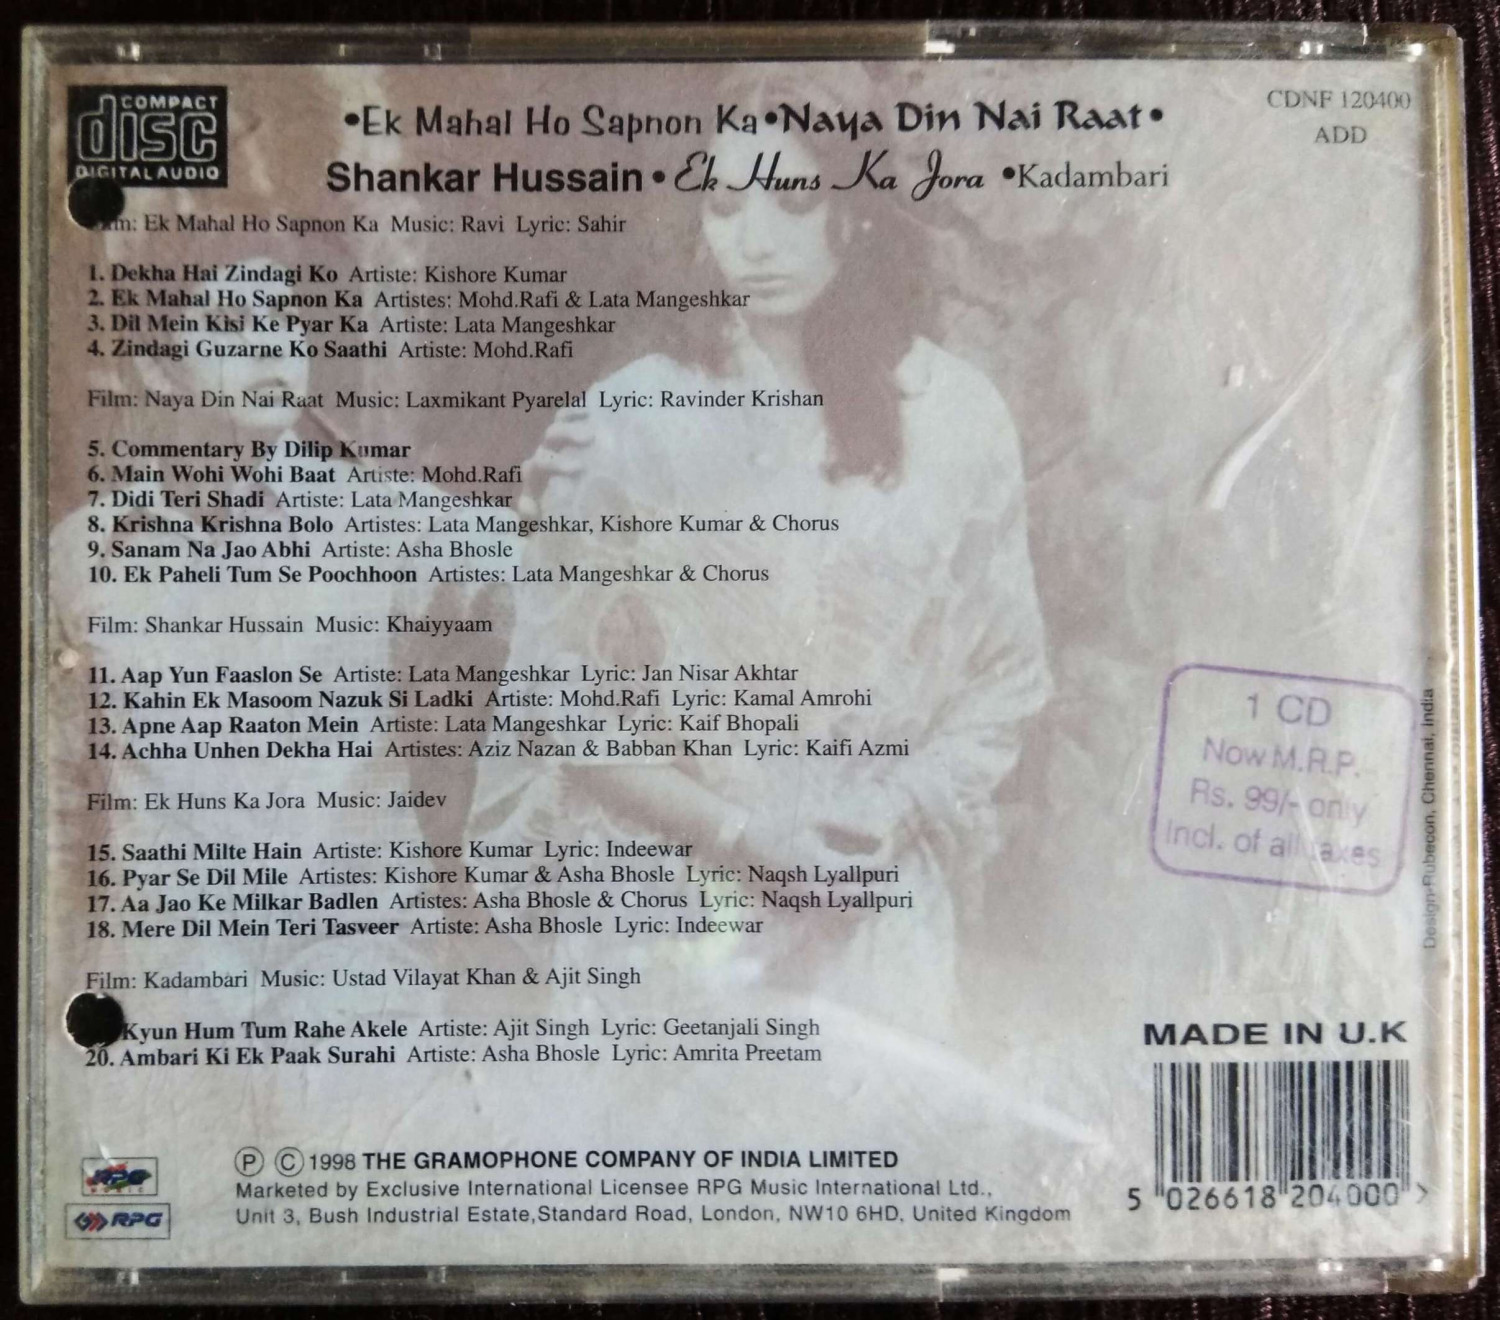 COMPACT
disc
DIGITAL AUDIO
•Ek Mahal Ho Sapnon Ka•Naya Din Nai Raat•
Shankar Hussain • Ek Huns Ka Jora •Kadambari
CDNF 120400
ADD
Film: Ek Mahal Ho Sapnon Ka Music: Ravi Lyric: Sahir
1. Dekha Hai Zindagi Ko Artiste: Kishore Kumar
2. Ek Mahal Ho Sapnon Ka Artistes: Mohd.Rafi & Lata Mangeshkar
3. Dil Mein Kisi Ke Pyar Ka Artiste: Lata Mangeshkar
4. Zindagi Guzarne Ko Saathi Artiste: Mohd.Rafi
Film: Naya Din Nai Raat Music: Laxmikant Pyarelal Lyric: Ravinder Krishan
5. Commentary By Dilip Kumar
6. Main Wohi Wohi Baat Artiste: Mohd.Rafi
7. Didi Teri Shadi Artiste: Lata Mangeshkar
8. Krishna Krishna Bolo Artistes: Lata Mangeshkar, Kishore Kumar & Chorus
9. Sanam Na Jao Abhi Artiste: Asha Bhosle
10. Ek Paheli Tum Se Poochhoon Artistes: Lata Mangeshkar & Chorus
Film: Shankar Hussain Music: Khaiyyaam
11. Aap Yun Faaslon Se Artiste: Lata Mangeshkar Lyric: Jan Nisar Akhtar
12. Kahin Ek Masoom Nazuk Si Ladki Artiste: Mohd.Rafi Lyric: Kamal Amrohi
13. Apne Aap Raaton Mein Artiste: Lata Mangeshkar Lyric: Kaif Bhopali
14. Achha Unhen Dekha Hai Artistes: Aziz Nazan & Babban Khan Lyric: Kaifi Azmi
Film: Ek Huns Ka Jora Music: Jaidev
15. Saathi Milte Hain Artiste: Kishore Kumar Lyric: Indeewar
16. Pyar Se Dil Mile Artistes: Kishore Kumar & Asha Bhosle Lyric: Naqsh Lyallpuri
17. Aa Jao Ke Milkar Badlen Artistes: Asha Bhosle & Chorus Lyric: Naqsh Lyallpuri
18. Mere Dil Mein Teri Tasveer Artiste: Asha Bhosle Lyric: Indeewar
Film: Kadambari Music: Ustad Vilayat Khan & Ajit Singh
Kyun Hum Tum Rahe Akele Artiste: Ajit Singh Lyric: Geetanjali Singh
20. Ambari Ki Ek Paak Surahi Artiste: Asha Bhosle Lyric: Amrita Preetam
1 CD
Now M.R.P.
Rs. 99/- only
Incl. of all taxes
Design-Rubecon, Chennai, India
MADE IN U.K
5 026618 204000 >
RPG
MUSIC
RPG
Ⓟ Ⓒ 1998 THE GRAMOPHONE COMPANY OF INDIA LIMITED
Marketed by Exclusive International Licensee RPG Music International Ltd.,
Unit 3, Bush Industrial Estate,Standard Road, London, NW10 6HD, United Kingdom